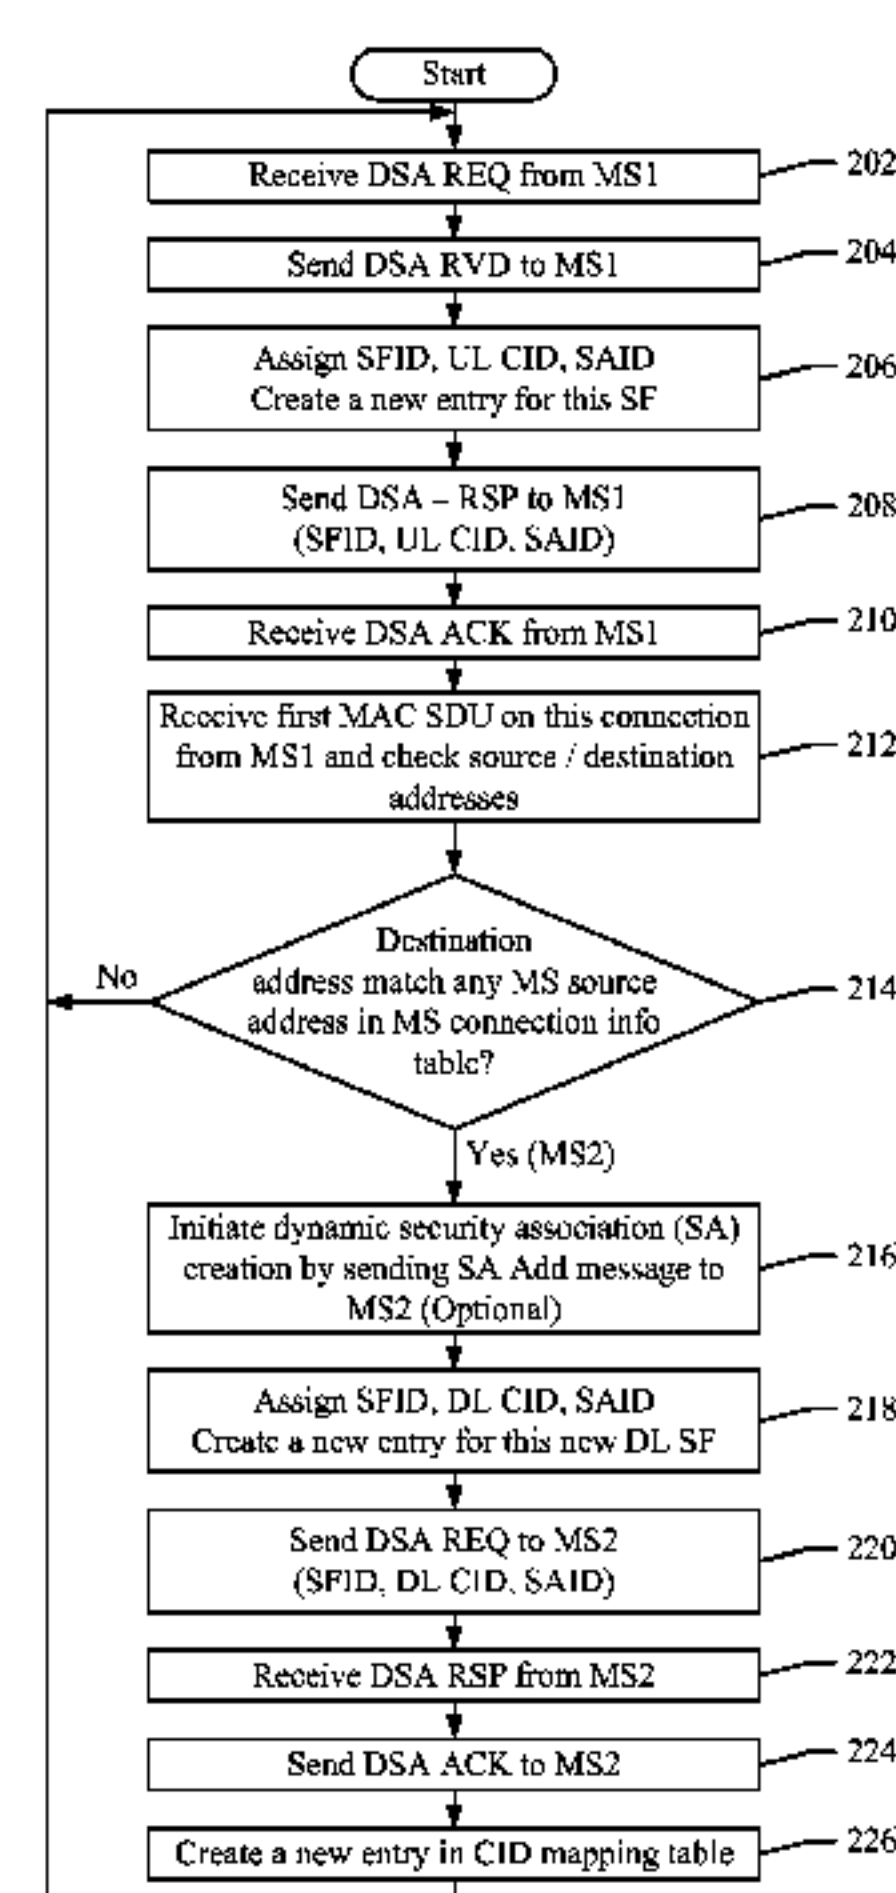 Start
Receive DSA REQ from MS1
202
Send DSA RVD to MS1
204
Assign SFID, UL CID, SAID
Create a new entry for this SF
206
Send DSA – RSP to MS1
(SFID, UL CID, SAID)
208
Receive DSA ACK from MS1
210
Receive first MAC SDU on this connection
from MS1 and check source / destination
addresses
212
Destination
address match any MS source
address in MS connection info
table?
214
No
Yes (MS2)
Initiate dynamic security association (SA)
creation by sending SA Add message to
MS2 (Optional)
216
Assign SFID, DL CID, SAID
Create a new entry for this new DL SF
218
Send DSA REQ to MS2
(SFID, DL CID, SAID)
220
Receive DSA RSP from MS2
222
Send DSA ACK to MS2
224
Create a new entry in CID mapping table
226